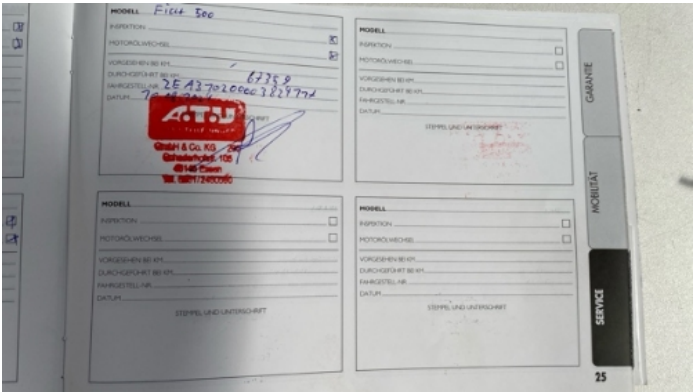 MODELL Fiat 500
INSPEKTION
MOTORÖLWECHSEL
VORGESEHEN BEI KM
DURCHGEFÜHRT BEI KM 67398
FAHRGESTELL-NR.
DATUM
A.T.U
GmbH & Co. KG
45145 Essen
MODELL
INSPEKTION
MOTORÖLWECHSEL
VORGESEHEN BEI KM
DURCHGEFÜHRT BEI KM
FAHRGESTELL-NR.
DATUM
STEMPEL UND UNTERSCHRIFT
MODELL
INSPEKTION
MOTORÖLWECHSEL
VORGESEHEN BEI KM
DURCHGEFÜHRT BEI KM
FAHRGESTELL-NR.
DATUM
STEMPEL UND UNTERSCHRIFT
MODELL
INSPEKTION
MOTORÖLWECHSEL
VORGESEHEN BEI KM
DURCHGEFÜHRT BEI KM
FAHRGESTELL-NR.
DATUM
STEMPEL UND UNTERSCHRIFT
GARANTIE
MOBILITÄT
SERVICE
25